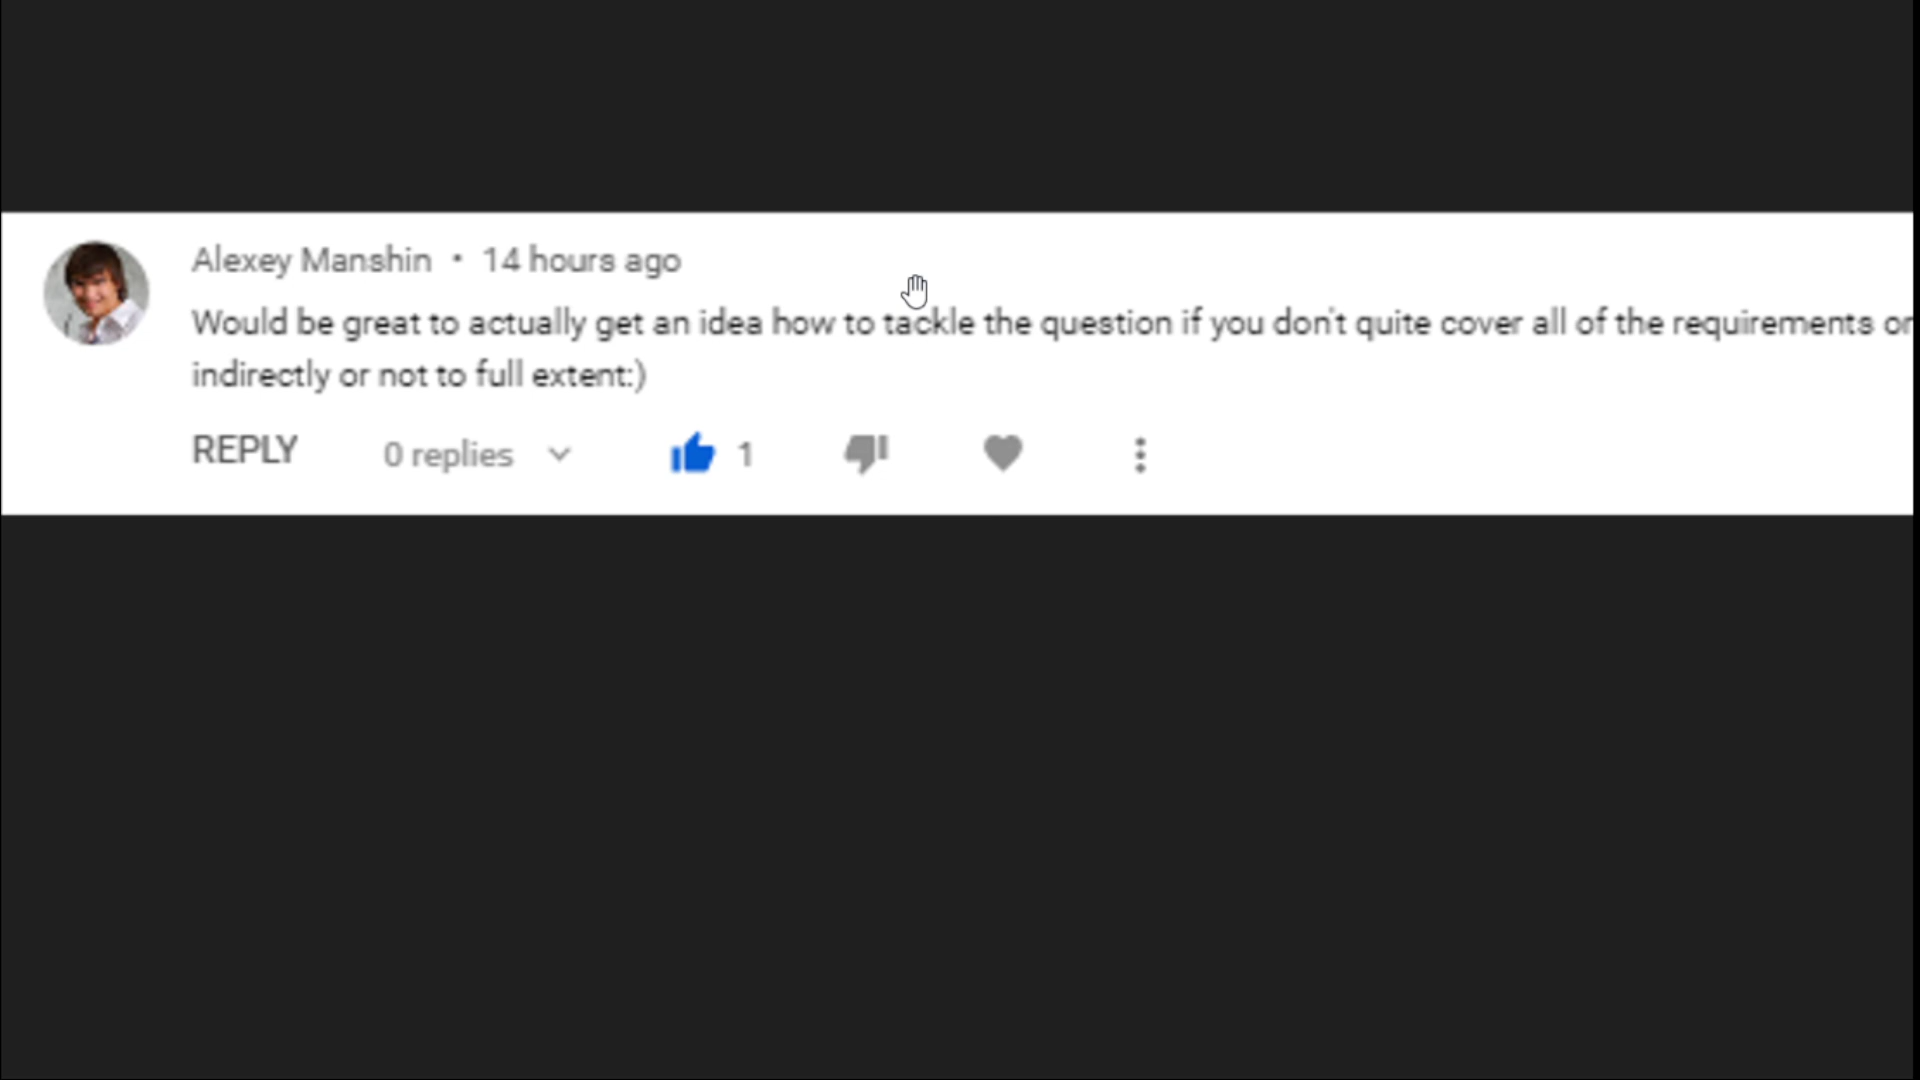 Alexey Manshin • 14 hours ago
Would be great to actually get an idea how to tackle the question if you don't quite cover all of the requirements or
indirectly or not to full extent:)
REPLY 0 replies 1